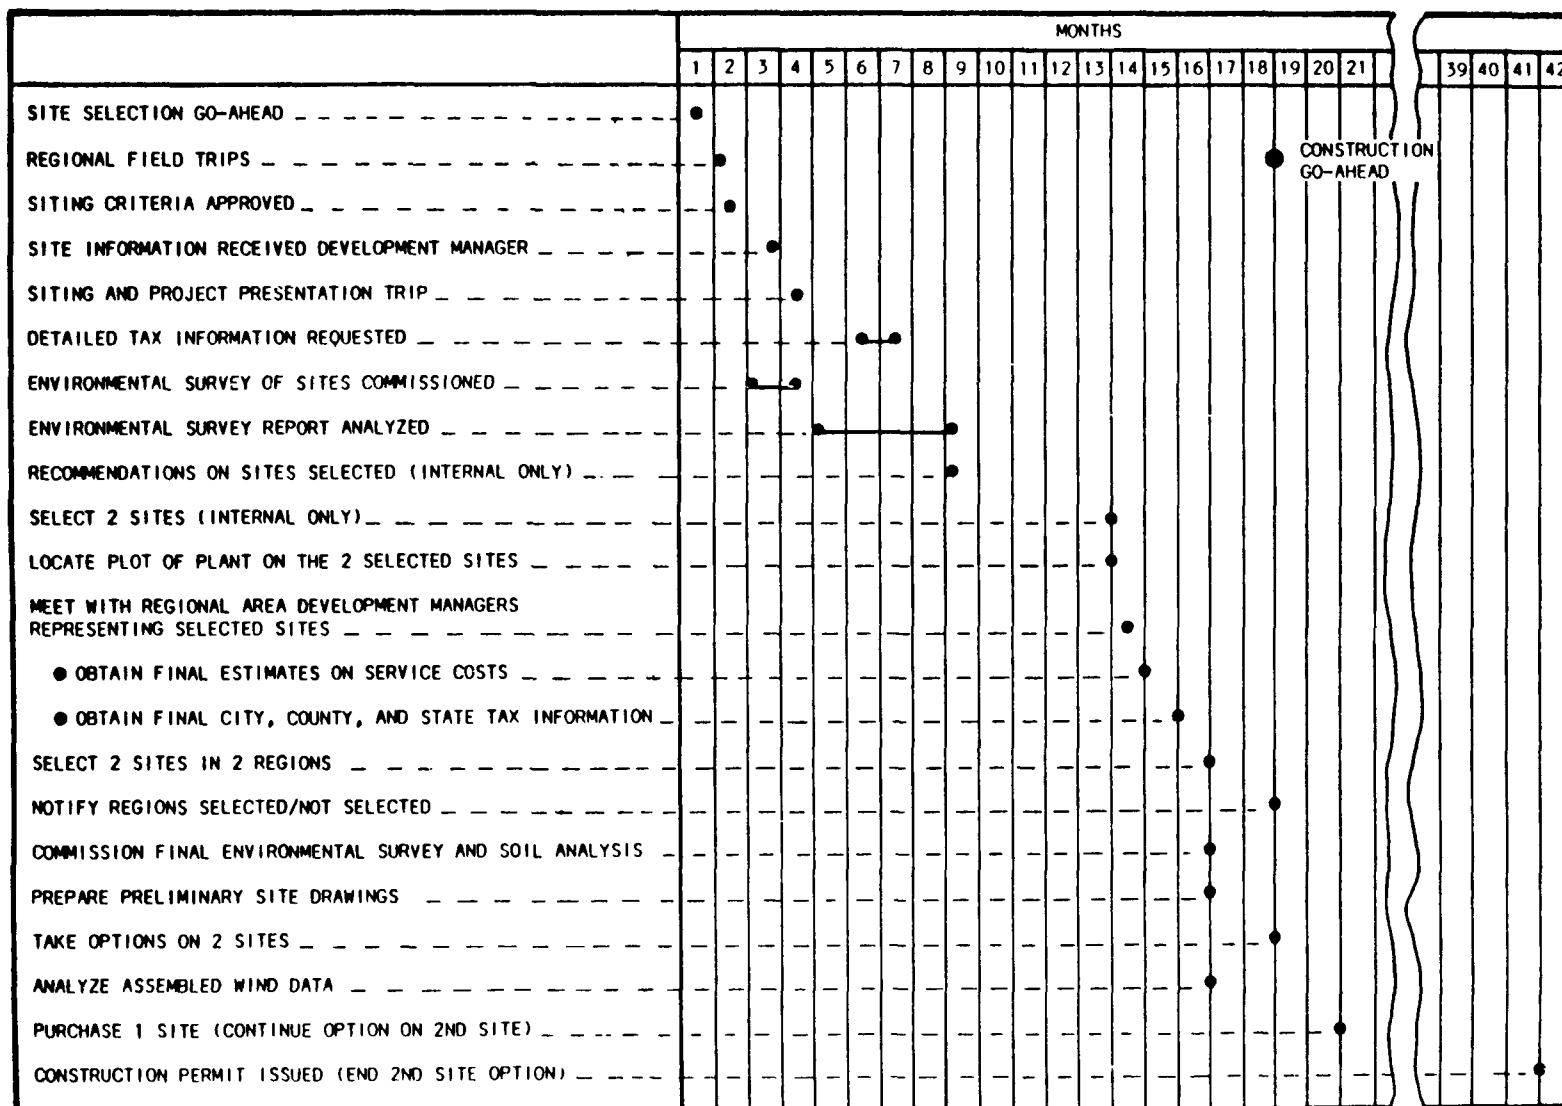 MONTHS
1 2 3 4 5 6 7 8 9 10 11 12 13 14 15 16 17 18 19 20 21 39 40 41 42
SITE SELECTION GO-AHEAD
REGIONAL FIELD TRIPS
CONSTRUCTION
GO-AHEAD
SITING CRITERIA APPROVED
SITE INFORMATION RECEIVED DEVELOPMENT MANAGER
SITING AND PROJECT PRESENTATION TRIP
DETAILED TAX INFORMATION REQUESTED
ENVIRONMENTAL SURVEY OF SITES COMMISSIONED
ENVIRONMENTAL SURVEY REPORT ANALYZED
RECOMMENDATIONS ON SITES SELECTED (INTERNAL ONLY)
SELECT 2 SITES (INTERNAL ONLY)
LOCATE PLOT OF PLANT ON THE 2 SELECTED SITES
MEET WITH REGIONAL AREA DEVELOPMENT MANAGERS
REPRESENTING SELECTED SITES
● OBTAIN FINAL ESTIMATES ON SERVICE COSTS
● OBTAIN FINAL CITY, COUNTY, AND STATE TAX INFORMATION
SELECT 2 SITES IN 2 REGIONS
NOTIFY REGIONS SELECTED/NOT SELECTED
COMMISSION FINAL ENVIRONMENTAL SURVEY AND SOIL ANALYSIS
PREPARE PRELIMINARY SITE DRAWINGS
TAKE OPTIONS ON 2 SITES
ANALYZE ASSEMBLED WIND DATA
PURCHASE 1 SITE (CONTINUE OPTION ON 2ND SITE)
CONSTRUCTION PERMIT ISSUED (END 2ND SITE OPTION)